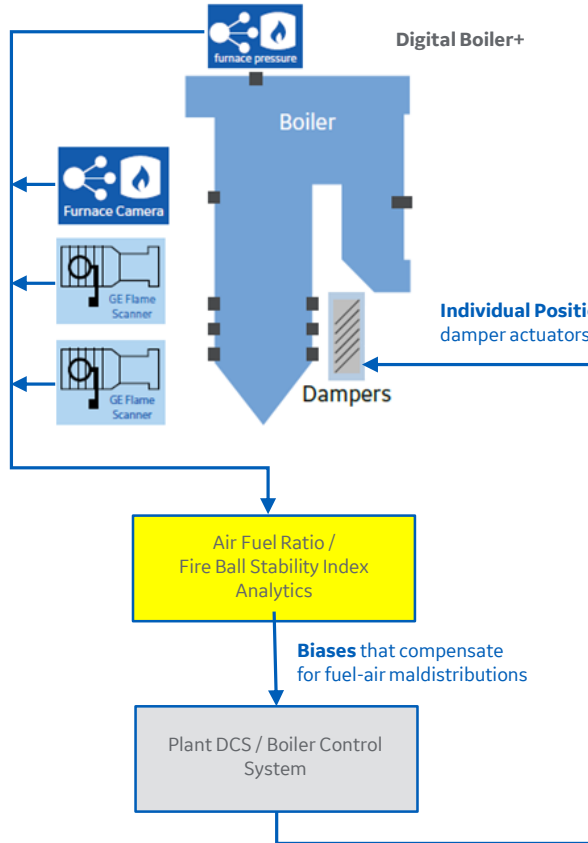 furnace pressure
Digital Boiler+
Boiler
Furnace Camera
GE Flame
Scanner
GE Flame
Scanner
Individual Positi
damper actuators
Dampers
Air Fuel Ratio /
Fire Ball Stability Index
Analytics
Biases that compensate
for fuel-air maldistributions
Plant DCS / Boiler Control
System